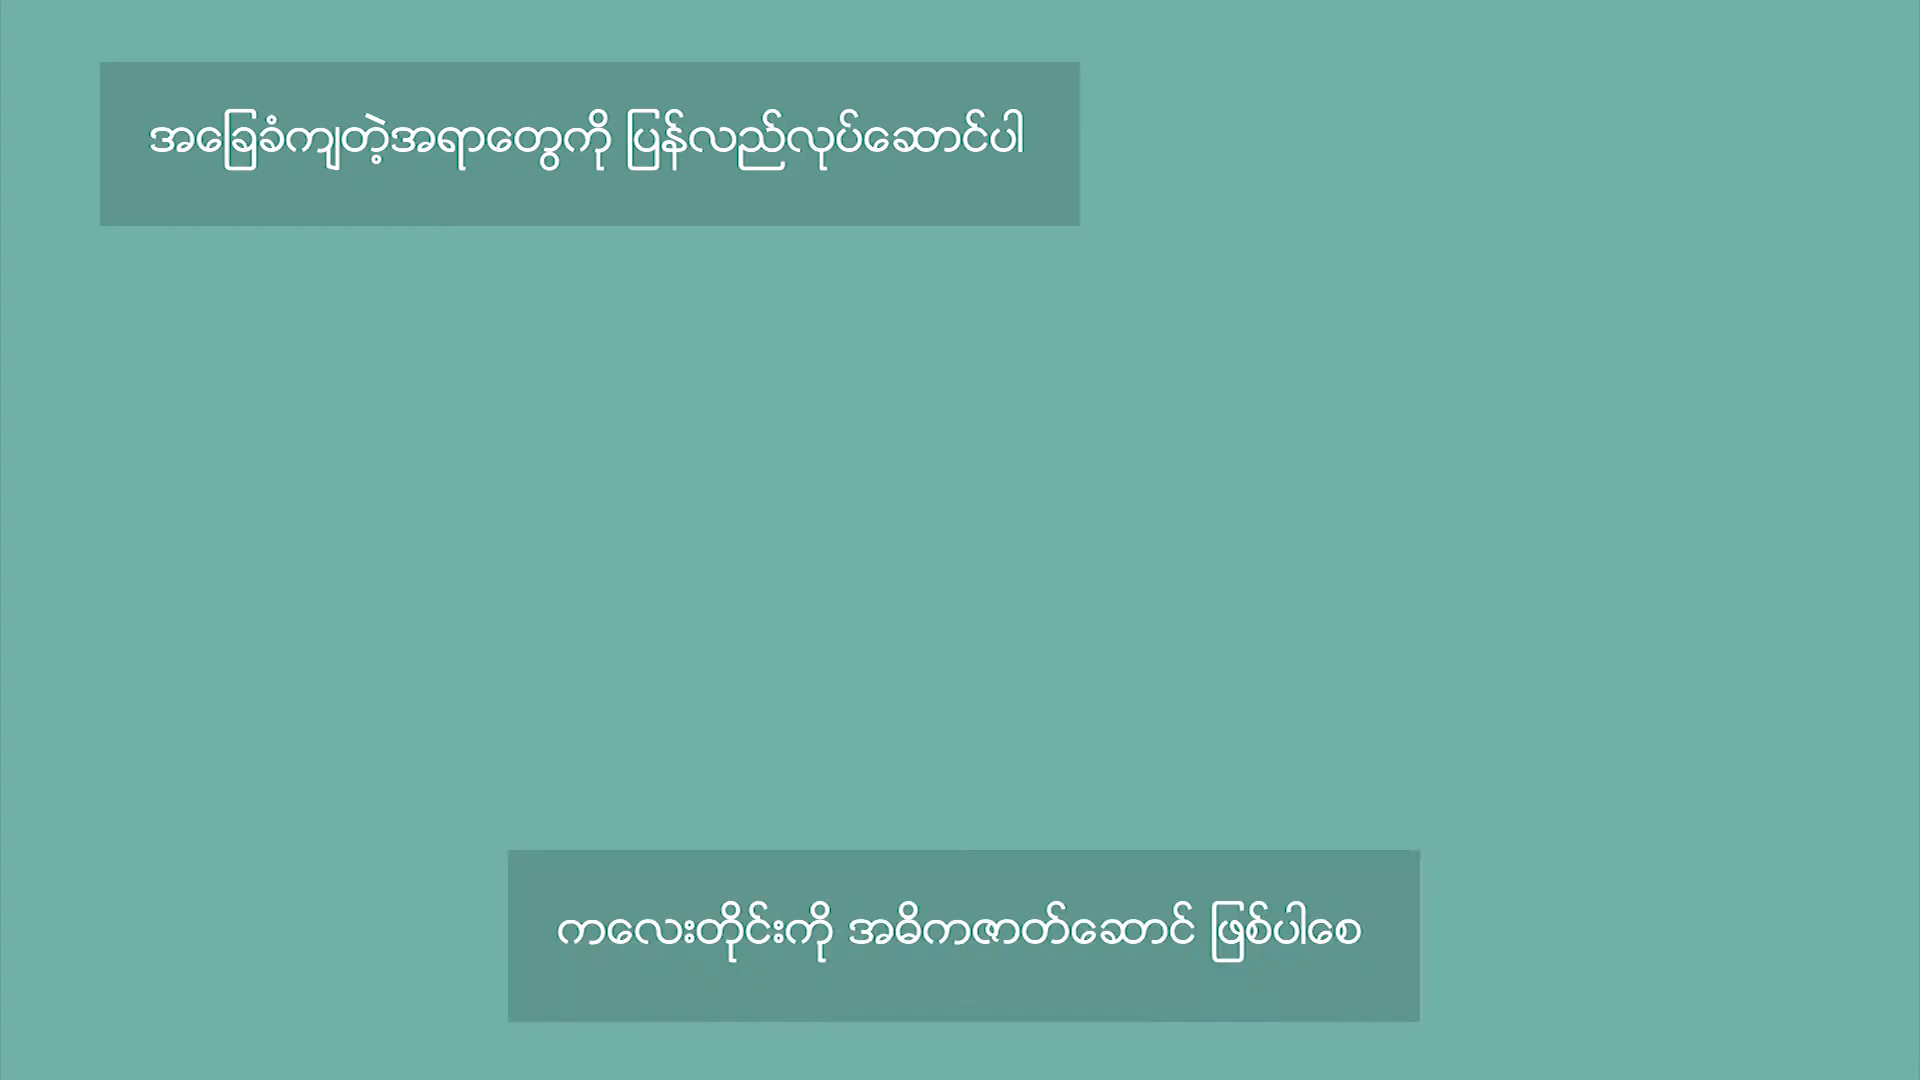 အခြေခံကျတဲ့အရာတွေကို ပြန်လည်လုပ်ဆောင်ပါ
ကလေးတိုင်းကို အဓိကဇာတ်ဆောင် ဖြစ်ပါစေ